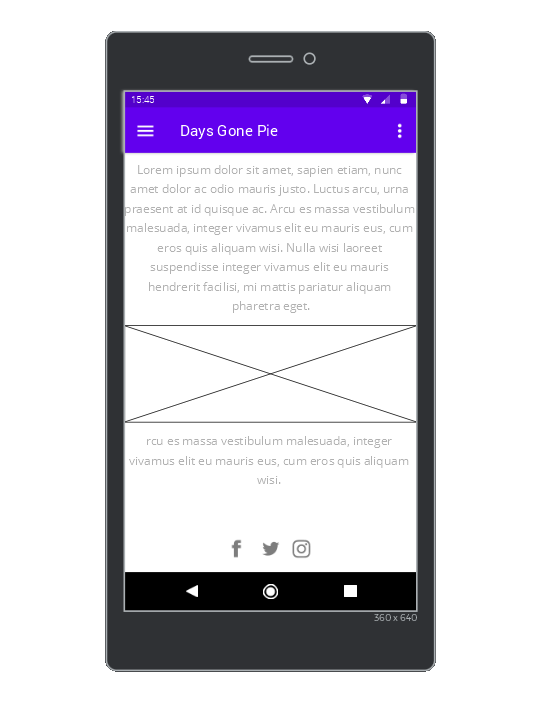 15:45
Days Gone Pie
Lorem ipsum dolor sit amet, sapien etiam, nunc
amet dolor ac odio mauris justo. Luctus arcu, urna
praesent at id quisque ac. Arcu es massa vestibulum
malesuada, integer vivamus elit eu mauris eus, cum
eros quis aliquam wisi. Nulla wisi laoreet
suspendisse integer vivamus elit eu mauris
hendrerit facilisi, mi mattis pariatur aliquam
pharetra eget.
rcu es massa vestibulum malesuada, integer
vivamus elit eu mauris eus, cum eros quis aliquam
wisi.
360 x 640